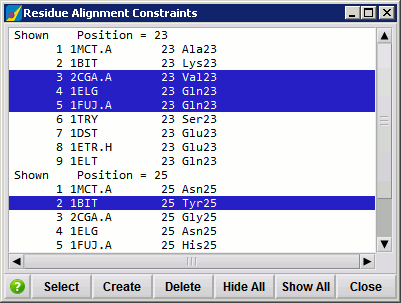 Residue Alignment Constraints
Shown Position = 23
1 1MCT.A 23 Ala23
2 1BIT 23 Lys23
3 2CGA.A 23 Val23
4 1ELG 23 Gln23
5 1FUJ.A 23 Gln23
6 1TRY 23 Ser23
7 1DST 23 Glu23
8 1ETR.H 23 Glu23
9 1ELT 23 Gln23
Shown Position = 25
1 1MCT.A 25 Asn25
2 1BIT 25 Tyr25
3 2CGA.A 25 Gly25
4 1ELG 25 Asn25
5 1FUJ.A 25 His25
? Select Create Delete Hide All Show All Close